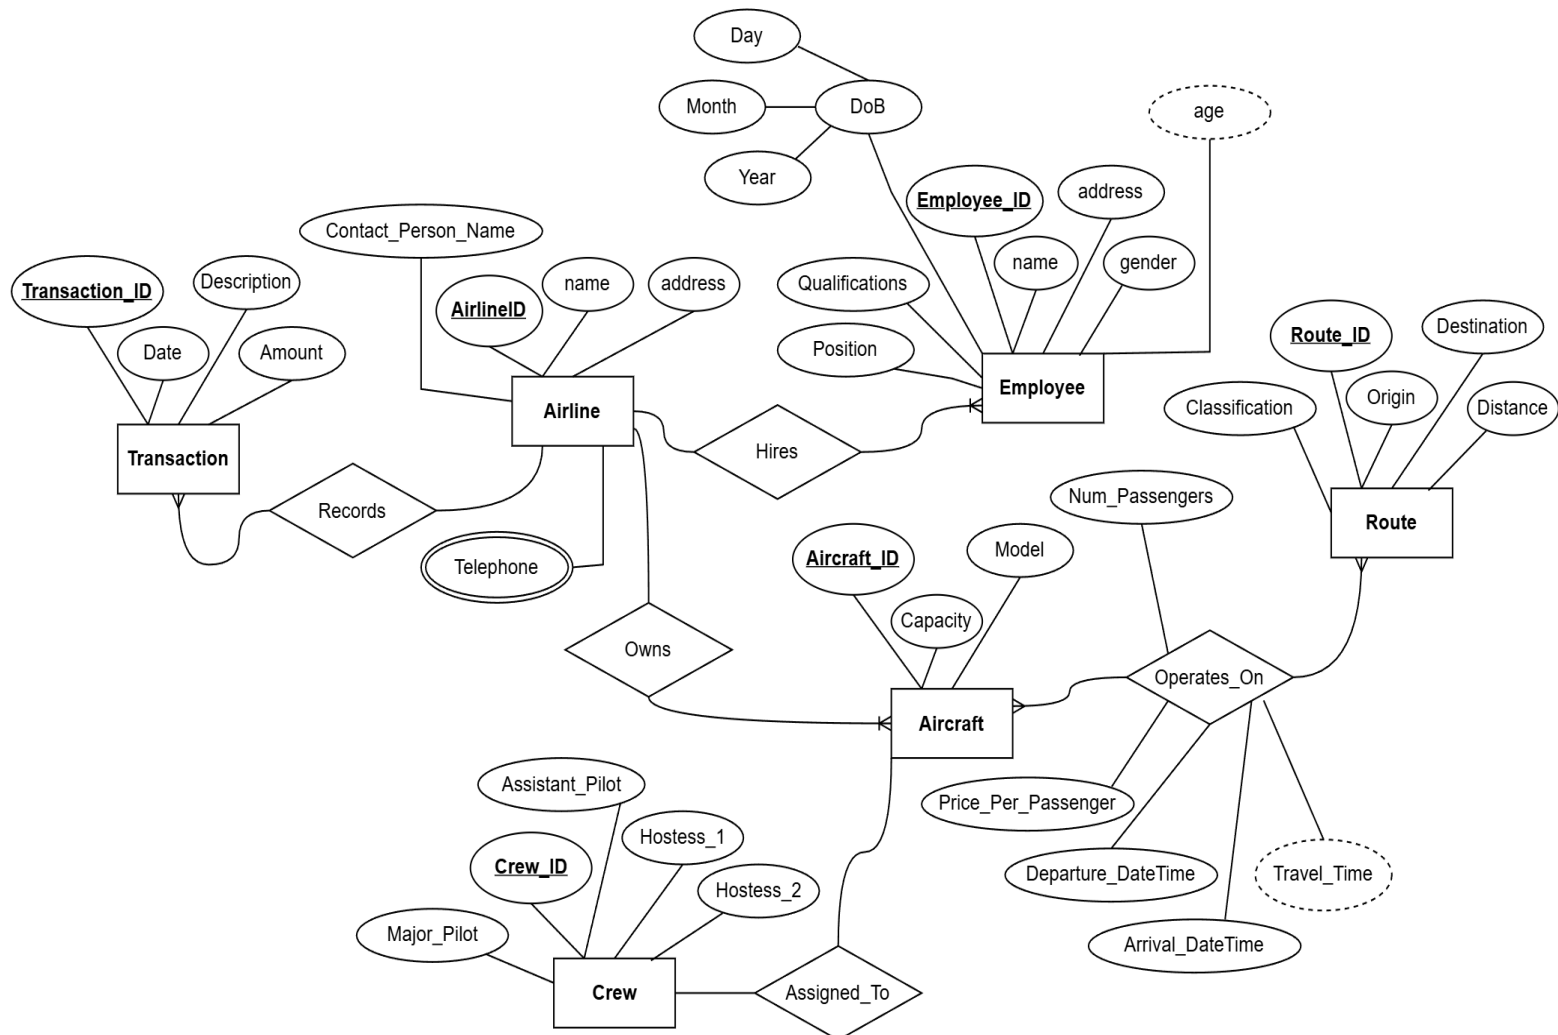 Day
Month
DoB
Year
age
Employee_ID
address
name
gender
Qualifications
Position
Employee
Contact_Person_Name
AirlineID
name
address
Airline
Telephone
Transaction_ID
Description
Date
Amount
Transaction
Records
Hires
Owns
Route_ID
Destination
Origin
Classification
Distance
Route
Num_Passengers
Aircraft_ID
Model
Capacity
Aircraft
Operates_On
Price_Per_Passenger
Departure_DateTime
Travel_Time
Arrival_DateTime
Assistant_Pilot
Hostess_1
Crew_ID
Hostess_2
Major_Pilot
Crew
Assigned_To